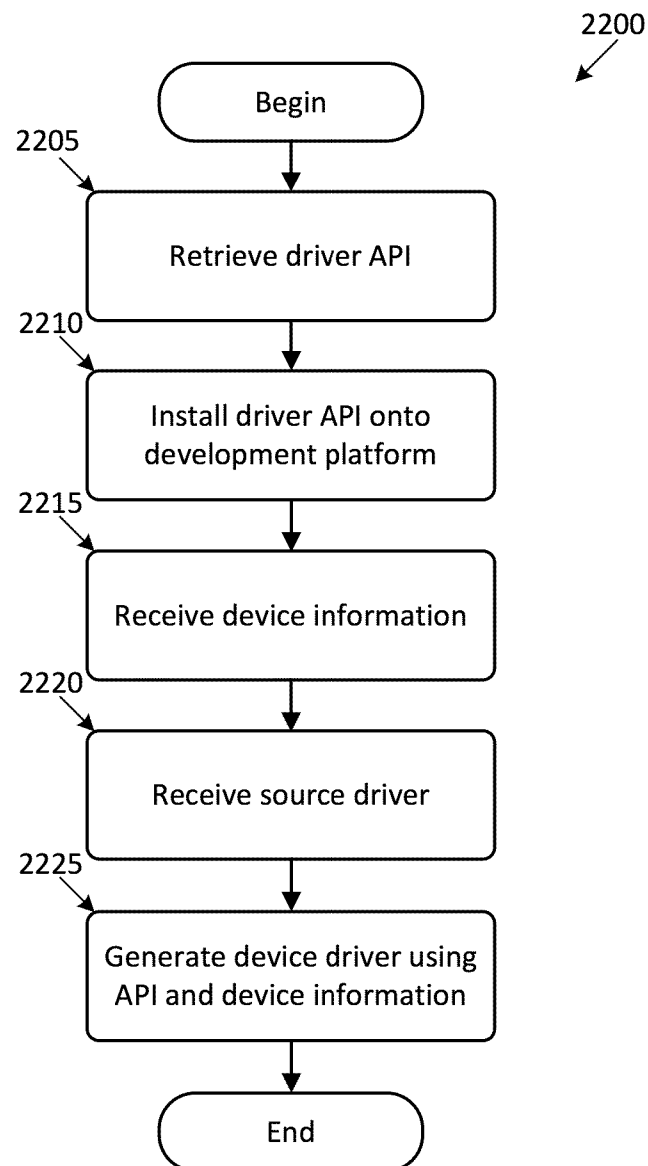 2200
Begin
2205
Retrieve driver API
2210
Install driver API onto
development platform
2215
Receive device information
2220
Receive source driver
2225
Generate device driver using
API and device information
End